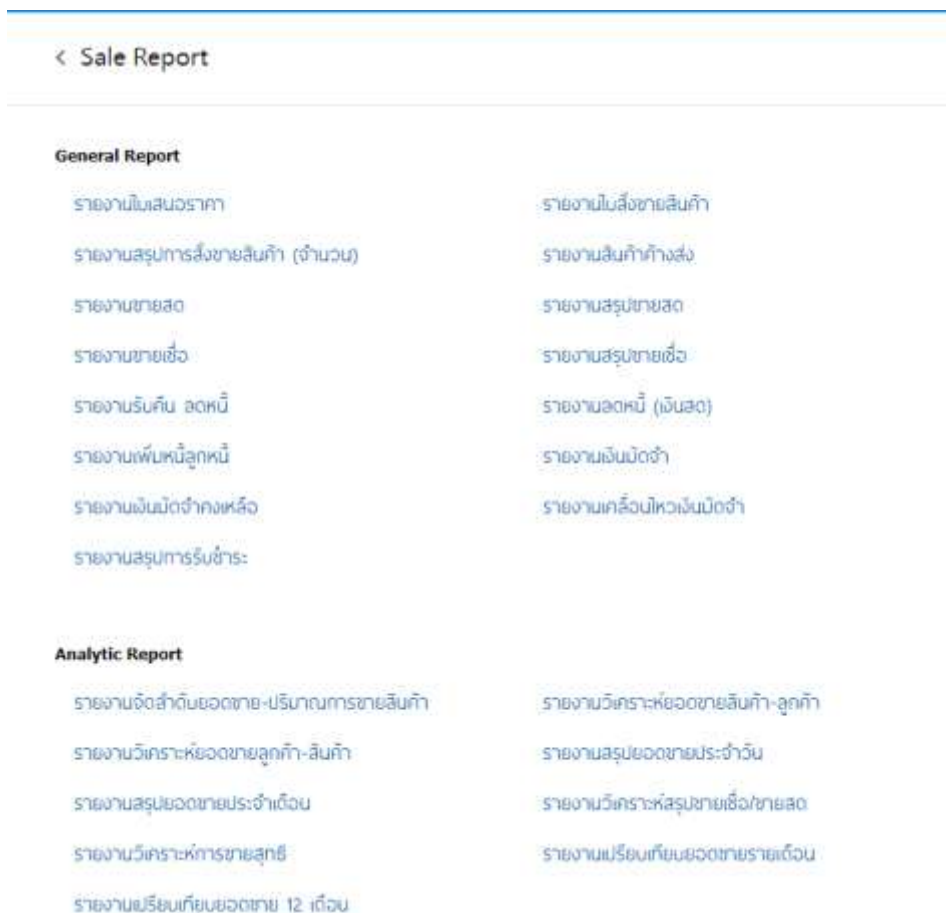 < Sale Report
General Report
รายงานใบเสนอราคา
รายงานใบสั่งขายสินค้า
รายงานสรุปการสั่งขายสินค้า (จำนวน)
รายงานสินค้าค้างส่ง
รายงานขายสด
รายงานสรุปขายสด
รายงานขายเชื่อ
รายงานสรุปขายเชื่อ
รายงานรับคืน ลดหนี้
รายงานลดหนี้ (เงินสด)
รายงานเพิ่มหนี้ลูกหนี้
รายงานเงินมัดจำ
รายงานเงินมัดจำคงเหลือ
รายงานเคลื่อนไหวเงินมัดจำ
รายงานสรุปการรับชำระ
Analytic Report
รายงานจัดลำดับยอดขาย-ปริมาณการขายสินค้า
รายงานวิเคราะห์ยอดขายสินค้า-ลูกค้า
รายงานวิเคราะห์ยอดขายลูกค้า-สินค้า
รายงานสรุปยอดขายประจำวัน
รายงานสรุปยอดขายประจำเดือน
รายงานวิเคราะห์สรุปขายเชื่อ/ขายสด
รายงานวิเคราะห์การขายสุทธิ
รายงานเปรียบเทียบยอดขายรายเดือน
รายงานเปรียบเทียบยอดขาย 12 เดือน